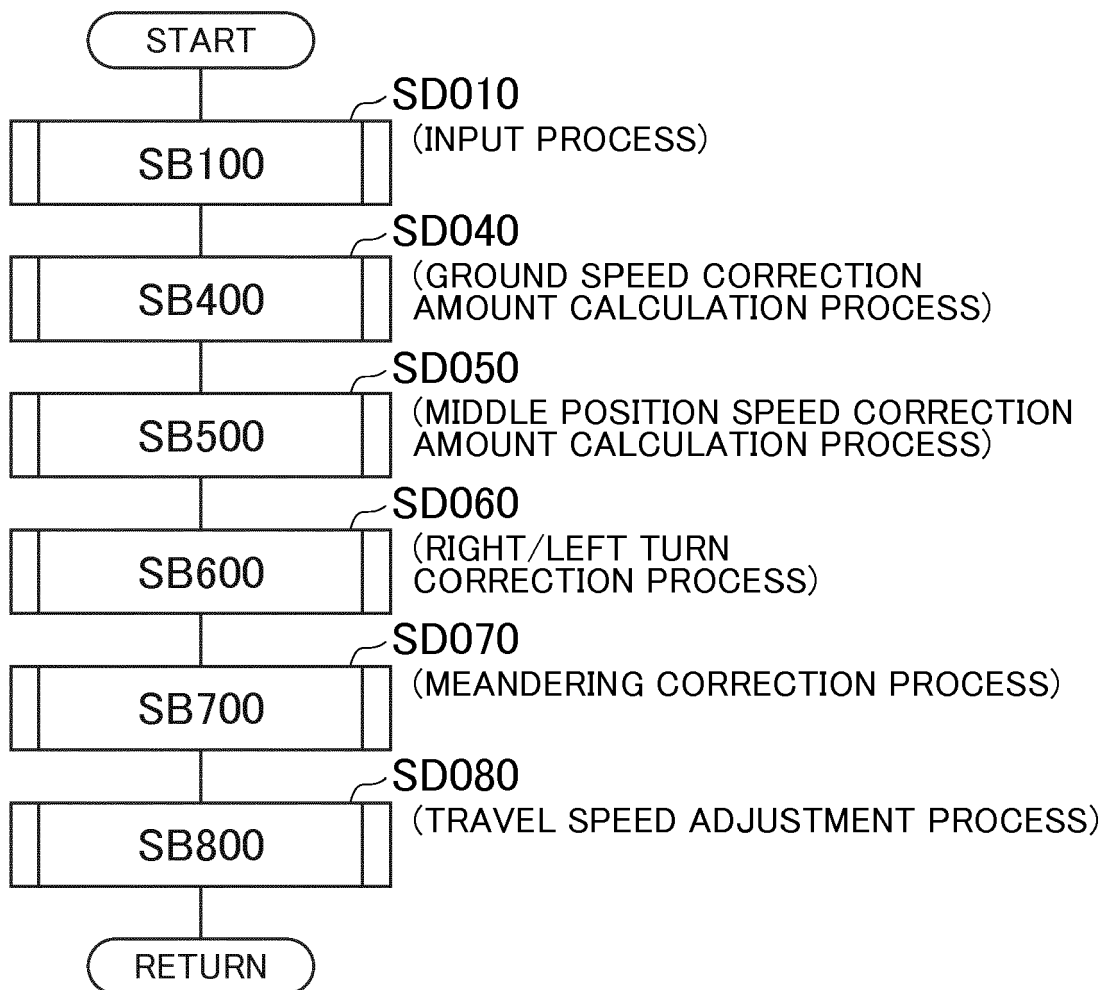 START
SD010
(INPUT PROCESS)
SB100
SD040
(GROUND SPEED CORRECTION
AMOUNT CALCULATION PROCESS)
SB400
SD050
(MIDDLE POSITION SPEED CORRECTION
AMOUNT CALCULATION PROCESS)
SB500
SD060
(RIGHT/LEFT TURN
CORRECTION PROCESS)
SB600
SD070
(MEANDERING CORRECTION PROCESS)
SB700
SD080
(TRAVEL SPEED ADJUSTMENT PROCESS)
SB800
RETURN